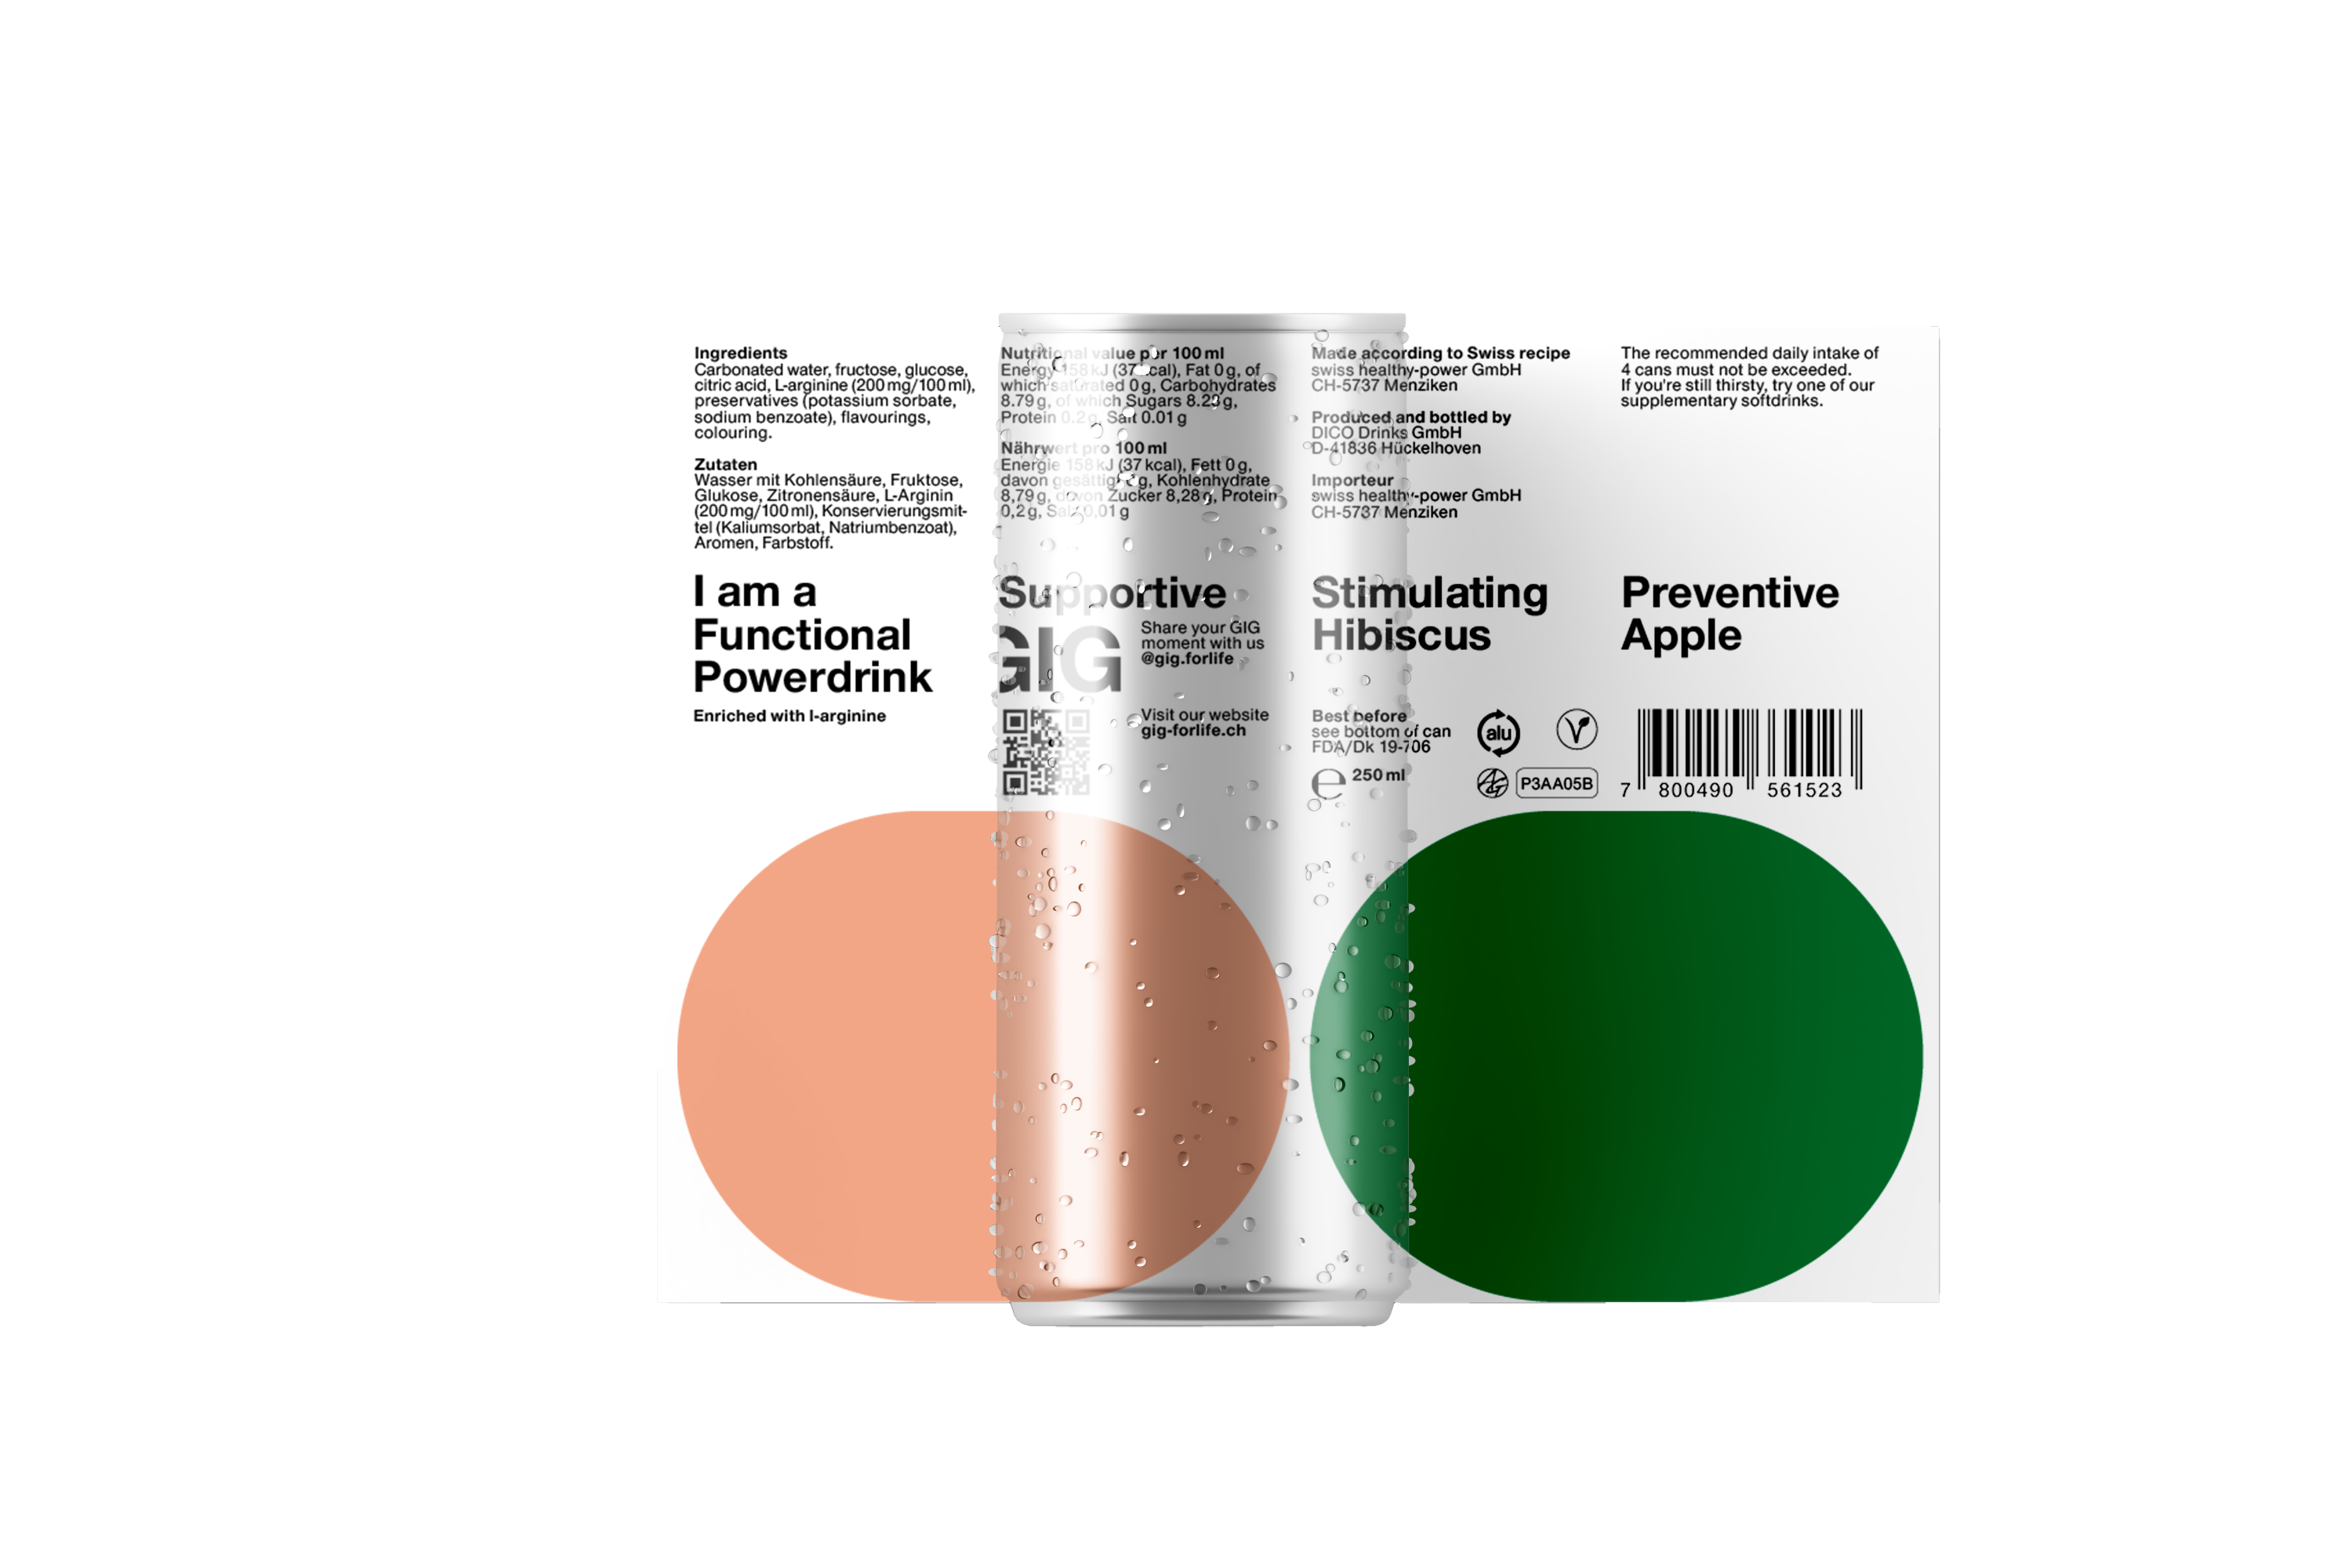 Ingredients
Carbonated water, fructose, glucose,
citric acid, L-arginine (200 mg/100 ml),
preservatives (potassium sorbate,
sodium benzoate), flavourings,
colouring.
Zutaten
Wasser mit Kohlensäure, Fruktose,
Glukose, Zitronensäure, L-Arginin
(200 mg/100 ml), Konservierungsmit-
tel (Kaliumsorbat, Natriumbenzoat),
Aromen, Farbstoff.
I am a
Functional
Powerdrink
Enriched with l-arginine
Nutritional value per 100 ml
Energy 158 kJ (37 kcal), Fat 0 g, of
which saturated 0 g, Carbohydrates
8.79 g, of which Sugars 8.28 g,
Protein 0.2 g, Salt 0.01 g
Nährwert pro 100 ml
Energie 158 kJ (37 kcal), Fett 0 g,
davon gesättigt 0 g, Kohlenhydrate
8,79 g, davon Zucker 8,28 g, Protein
0,2 g, Salz 0,01 g
Supportive
GIG
Share your GIG
moment with us
@gig.forlife
Visit our website
gig-forlife.ch
Made according to Swiss recipe
swiss healthy-power GmbH
CH-5737 Menziken
Produced and bottled by
DICO Drinks GmbH
D-41836 Hückelhoven
Importeur
swiss healthy-power GmbH
CH-5737 Menziken
Stimulating
Hibiscus
Best before
see bottom of can
FDA/Dk 19-706
e 250 ml
alu
V
P3AA05B
The recommended daily intake of
4 cans must not be exceeded.
If you're still thirsty, try one of our
supplementary softdrinks.
Preventive
Apple
7 800490 561523